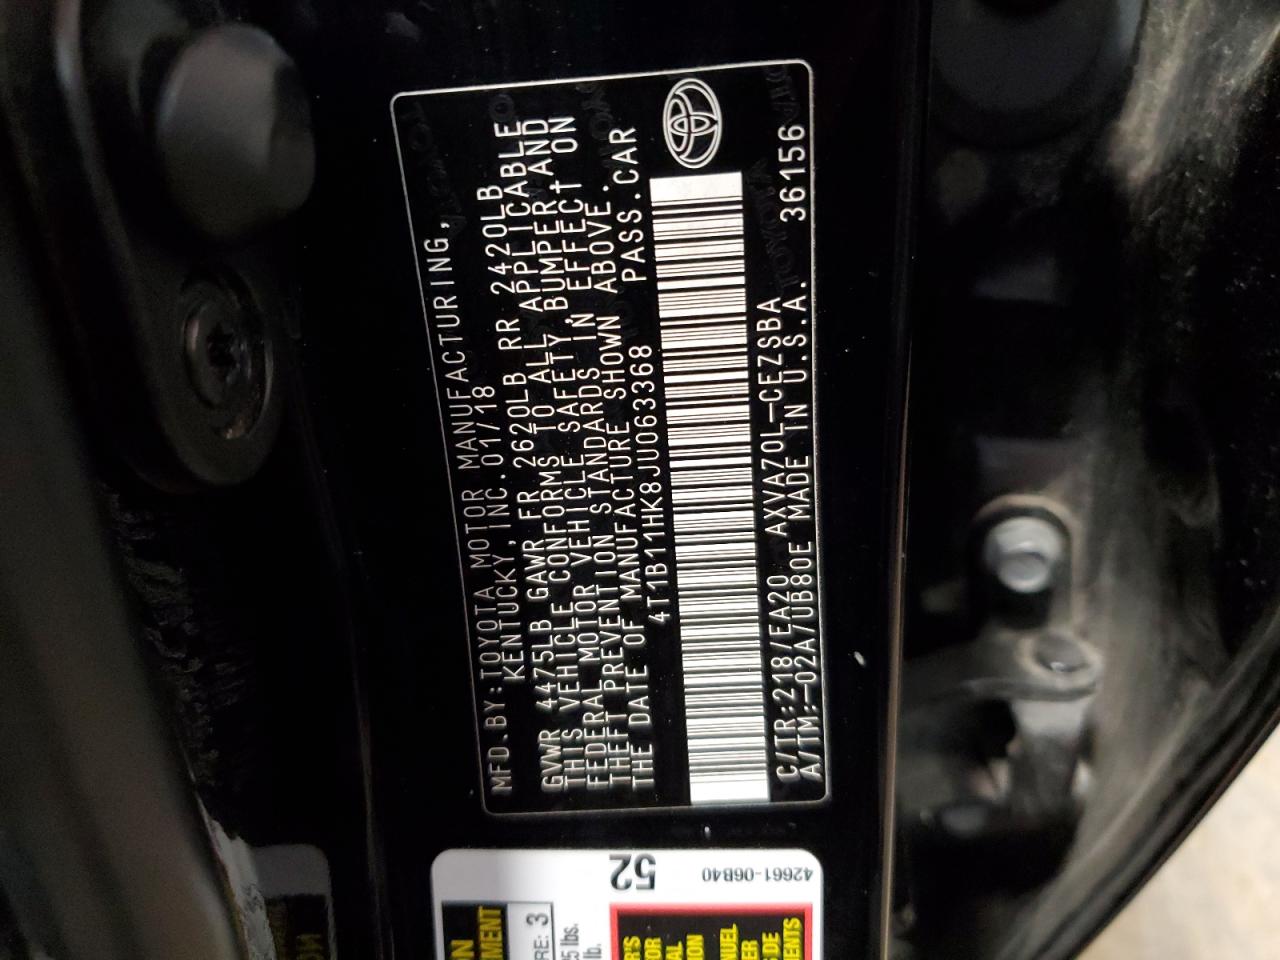 MFD.BY:TOYOTA MOTOR MANUFACTURING,
KENTUCKY, INC.01/18
GVWR 4475LB GAWR FR 2620LB RR 2420LB
THIS VEHICLE CONFORMS TO ALL APPLICABLE
FEDERAL MOTOR VEHICLE SAFETY,BUMPER,AND
THEFT PREVENTION STANDARDS IN EFFECT ON
THE DATE OF MANUFACTURE SHOWN ABOVE.
4T1B11HK8JU063368 PASS.CAR
C/TR:218/EA20 AXVA70L-CEZSBA 36156
A/TM:-02A/UB80E MADE IN U.S.A.
52
42661-06B40